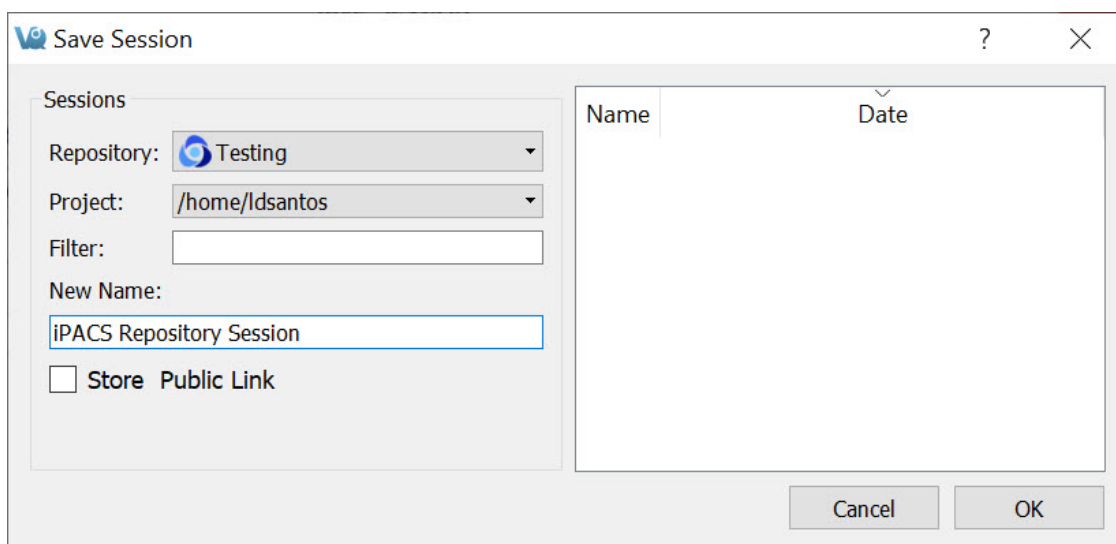 Save Session
?
Sessions
Repository: Testing
Project: /home/ldsantos
Filter:
New Name:
iPACS Repository Session
Store Public Link
Name Date
Cancel OK